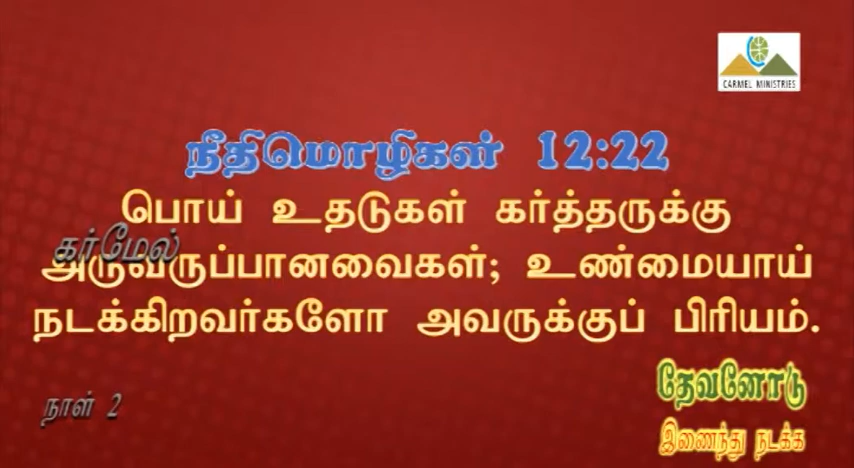 CARMEL MINISTRIES
நீதிமொழிகள் 12:22
பொய் உதடுகள் கர்த்தருக்கு
கர்மேல்
அருவருப்பானவைகள்; உண்மையாய்
நடக்கிறவர்களோ அவருக்குப் பிரியம்.
தேவனோடு
நாள் 2
இணைந்து நடக்க